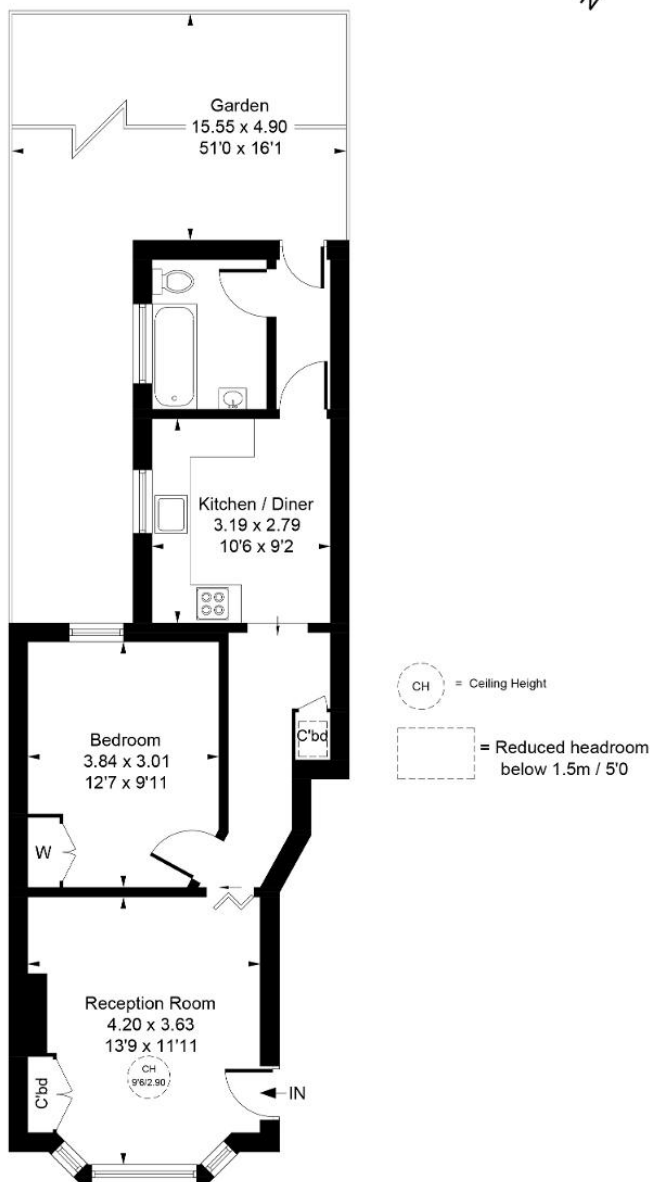 N
Garden
15.55 x 4.90
51'0 x 16'1
Kitchen / Diner
3.19 x 2.79
10'6 x 9'2
CH = Ceiling Height
C'bd
Bedroom
3.84 x 3.01
12'7 x 9'11
= Reduced headroom
below 1.5m / 5'0
W
Reception Room
4.20 x 3.63
13'9 x 11'11
CH
9'6/2.90
C'bd
IN